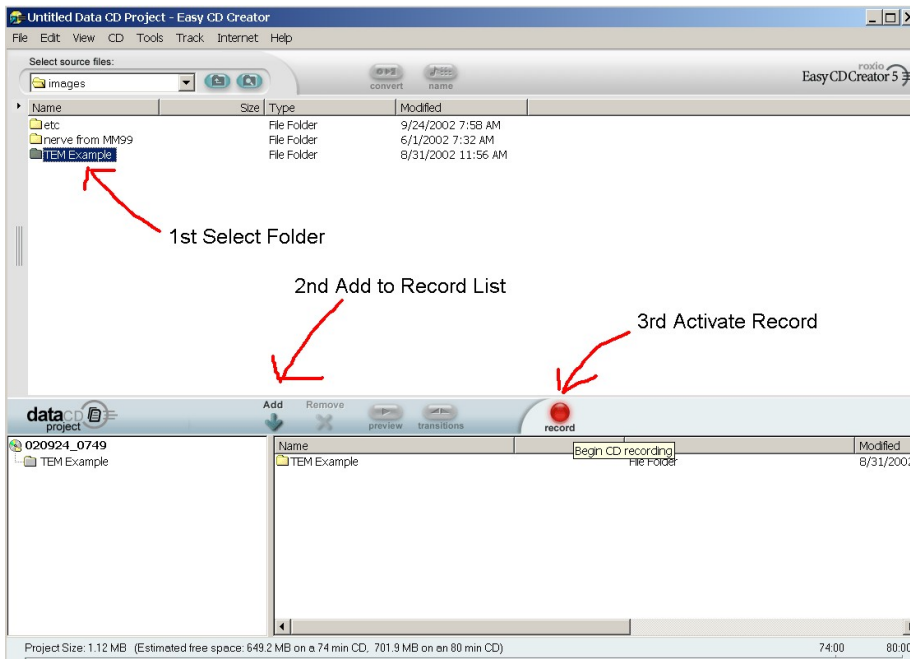 Untitled Data CD Project - Easy CD Creator
File Edit View CD Tools Track Internet Help
Select source files:
images
convert
name
roxio
Easy CD Creator 5
Name Size Type Modified
etc File Folder 9/24/2002 7:58 AM
nerve from MM99 File Folder 6/1/2002 7:32 AM
TEM Example File Folder 8/31/2002 11:56 AM
1st Select Folder
2nd Add to Record List
3rd Activate Record
datacD project
Add Remove preview transitions record
020924_0749
TEM Example
Name Modified
Begin CD recording
TEM Example File Folder 8/31/2002
Project Size: 1.12 MB (Estimated free space: 649.2 MB on a 74 min CD, 701.9 MB on an 80 min CD) 74:00 80:00